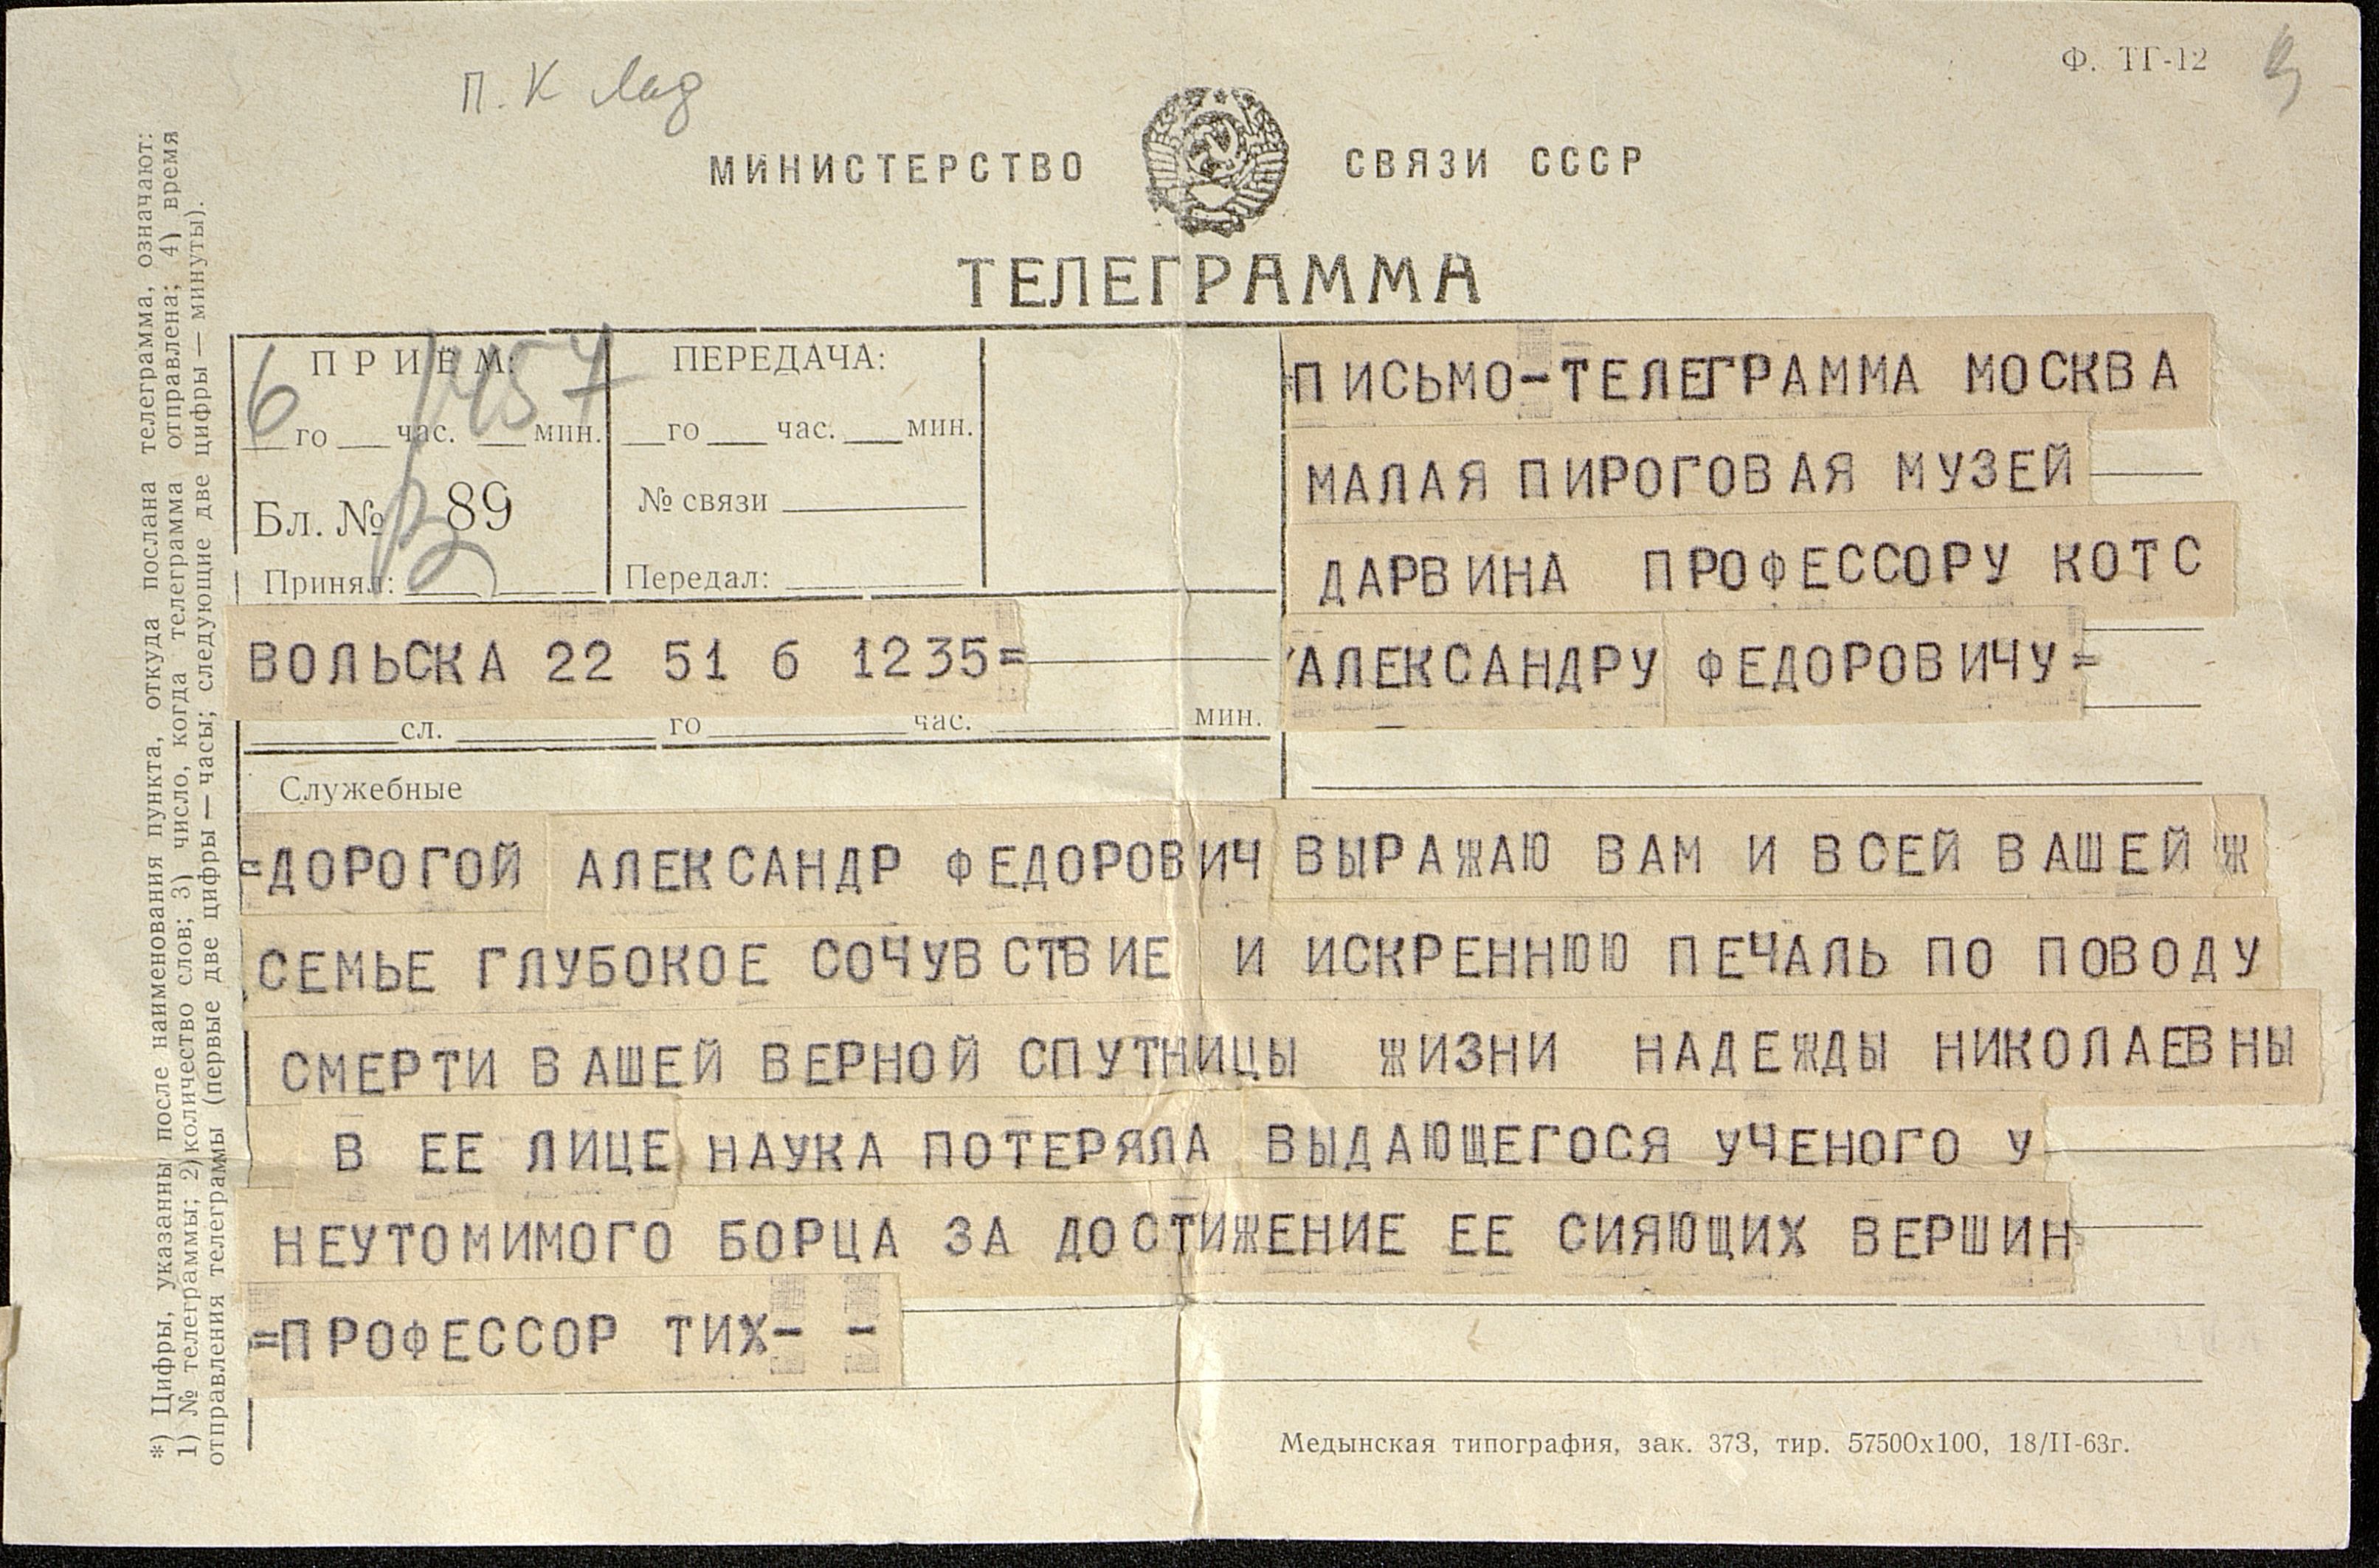 Ф. ТГ-12
П. К
МИНИСТЕРСТВО СВЯЗИ СССР
ТЕЛЕГРАММА
ПРИЁМ:
6 го час. мин.
1457
Бл. № 89
Принял:
ПЕРЕДАЧА:
го час. мин.
№ связи
Передал:
ПИСЬМО-ТЕЛЕГРАММА МОСКВА
МАЛАЯ ПИРОГОВАЯ МУЗЕЙ
ДАРВИНА ПРОФЕССОРУ КОТС
АЛЕКСАНДРУ ФЕДОРОВИЧУ=
ВОЛЬСКА 22 51 6 1235=
сл. го час. мин.
Служебные
=ДОРОГОЙ АЛЕКСАНДР ФЕДОРОВИЧ ВЫРАЖАЮ ВАМ И ВСЕЙ ВАШЕЙ Ж
СЕМЬЕ ГЛУБОКОЕ СОЧУВСТВИЕ И ИСКРЕННЮЮ ПЕЧАЛЬ ПО ПОВОДУ
СМЕРТИ ВАШЕЙ ВЕРНОЙ СПУТНИЦЫ ЖИЗНИ НАДЕЖДЫ НИКОЛАЕВНЫ
В ЕЕ ЛИЦЕ НАУКА ПОТЕРЯЛА ВЫДАЮЩЕГОСЯ УЧЕНОГО У
НЕУТОМИМОГО БОРЦА ЗА ДОСТИЖЕНИЕ ЕЕ СИЯЮЩИХ ВЕРШИН
=ПРОФЕССОР ТИХ- -
Медынская типография, зак. 373, тир. 57500х100, 18/II-63г.
*) Цифры, указанные после наименования пункта, откуда послана телеграмма, означают:
1) № телеграммы; 2) количество слов; 3) число, когда телеграмма отправлена; 4) время
отправления телеграмы (первые две цифры — часы; следующие две цифры — минуты).